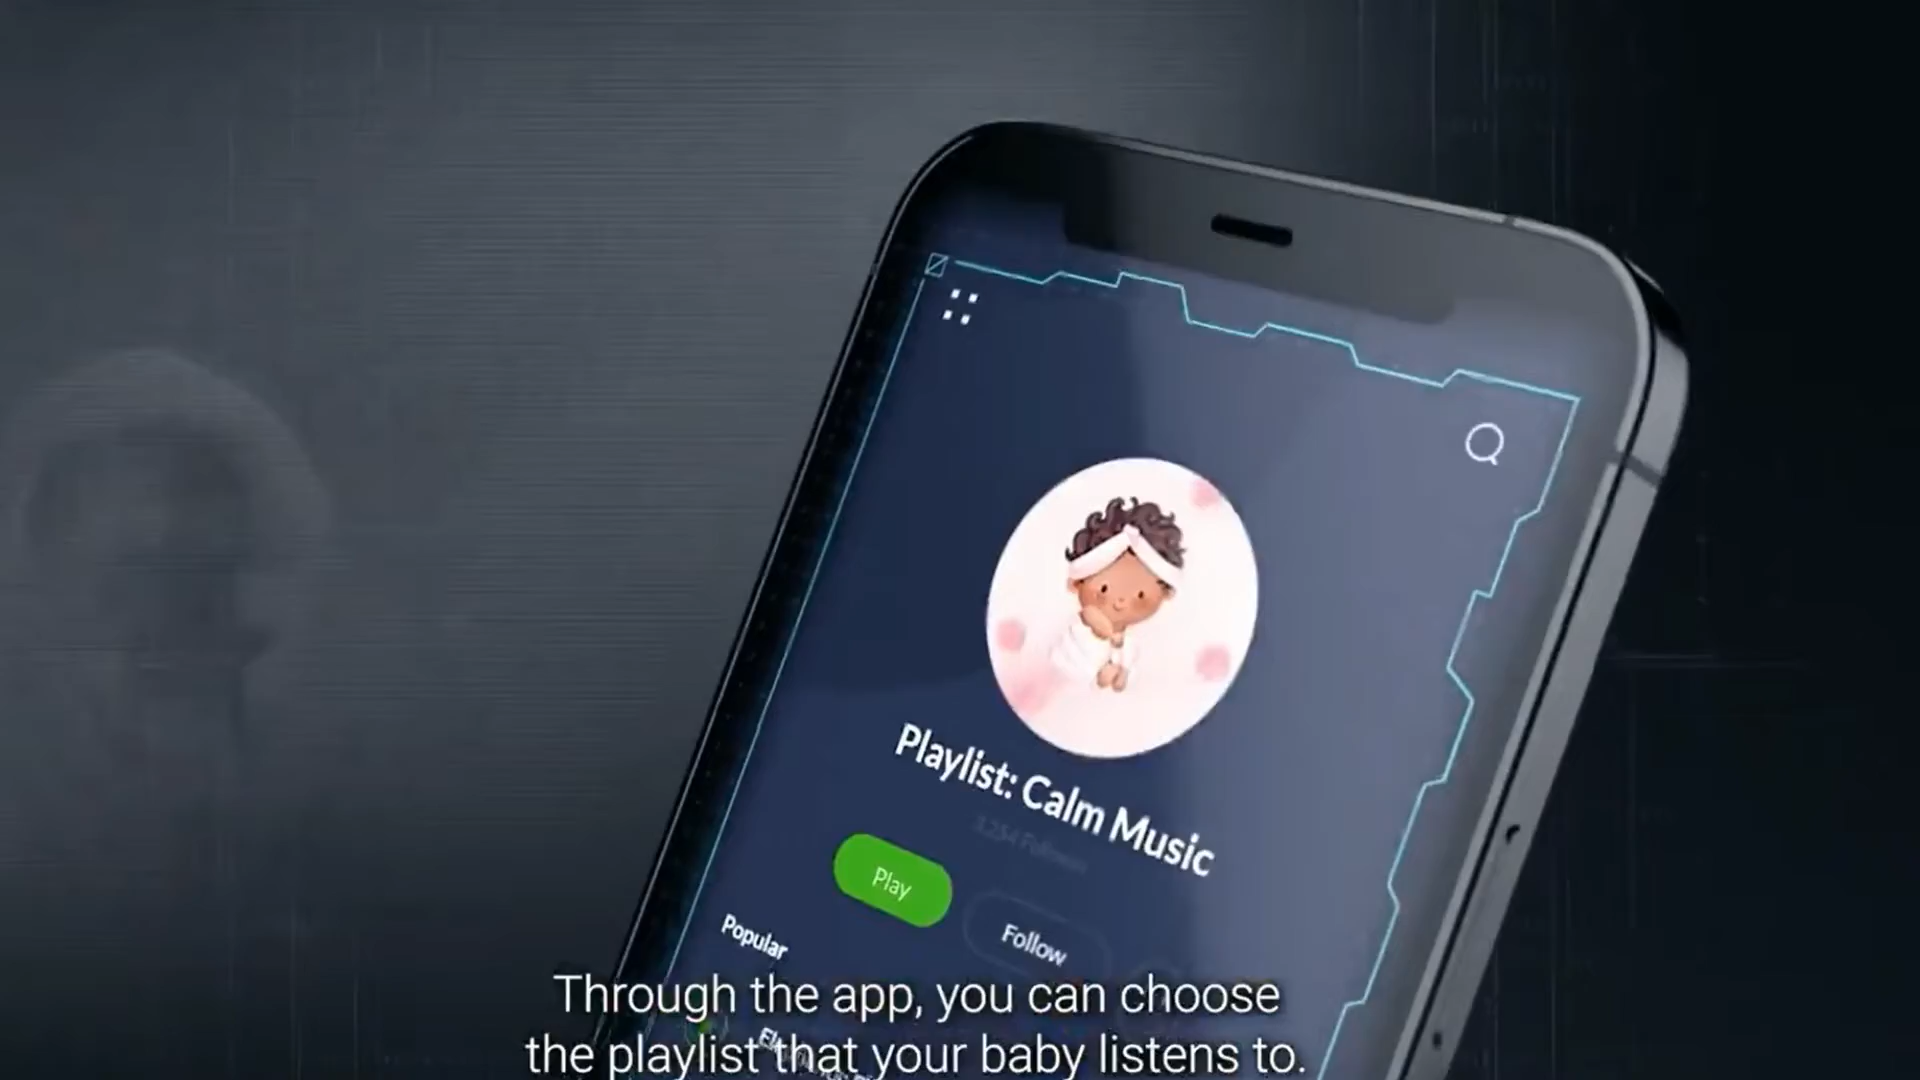 Playlist: Calm Music
Play
Follow
Popular
Through the app, you can choose
the playlist that your baby listens to.